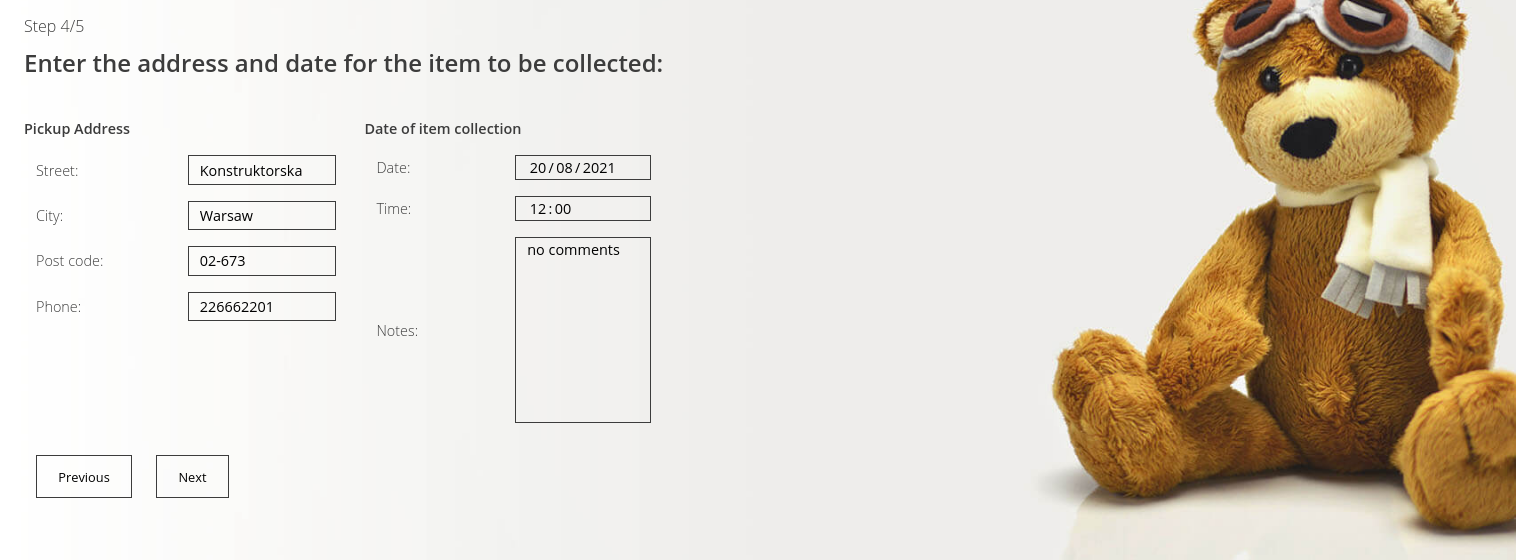 Step 4/5
Enter the address and date for the item to be collected:
Pickup Address
Street: Konstruktorska
City: Warsaw
Post code: 02-673
Phone: 226662201
Date of item collection
Date: 20/08/2021
Time: 12:00
Notes: no comments
Previous Next